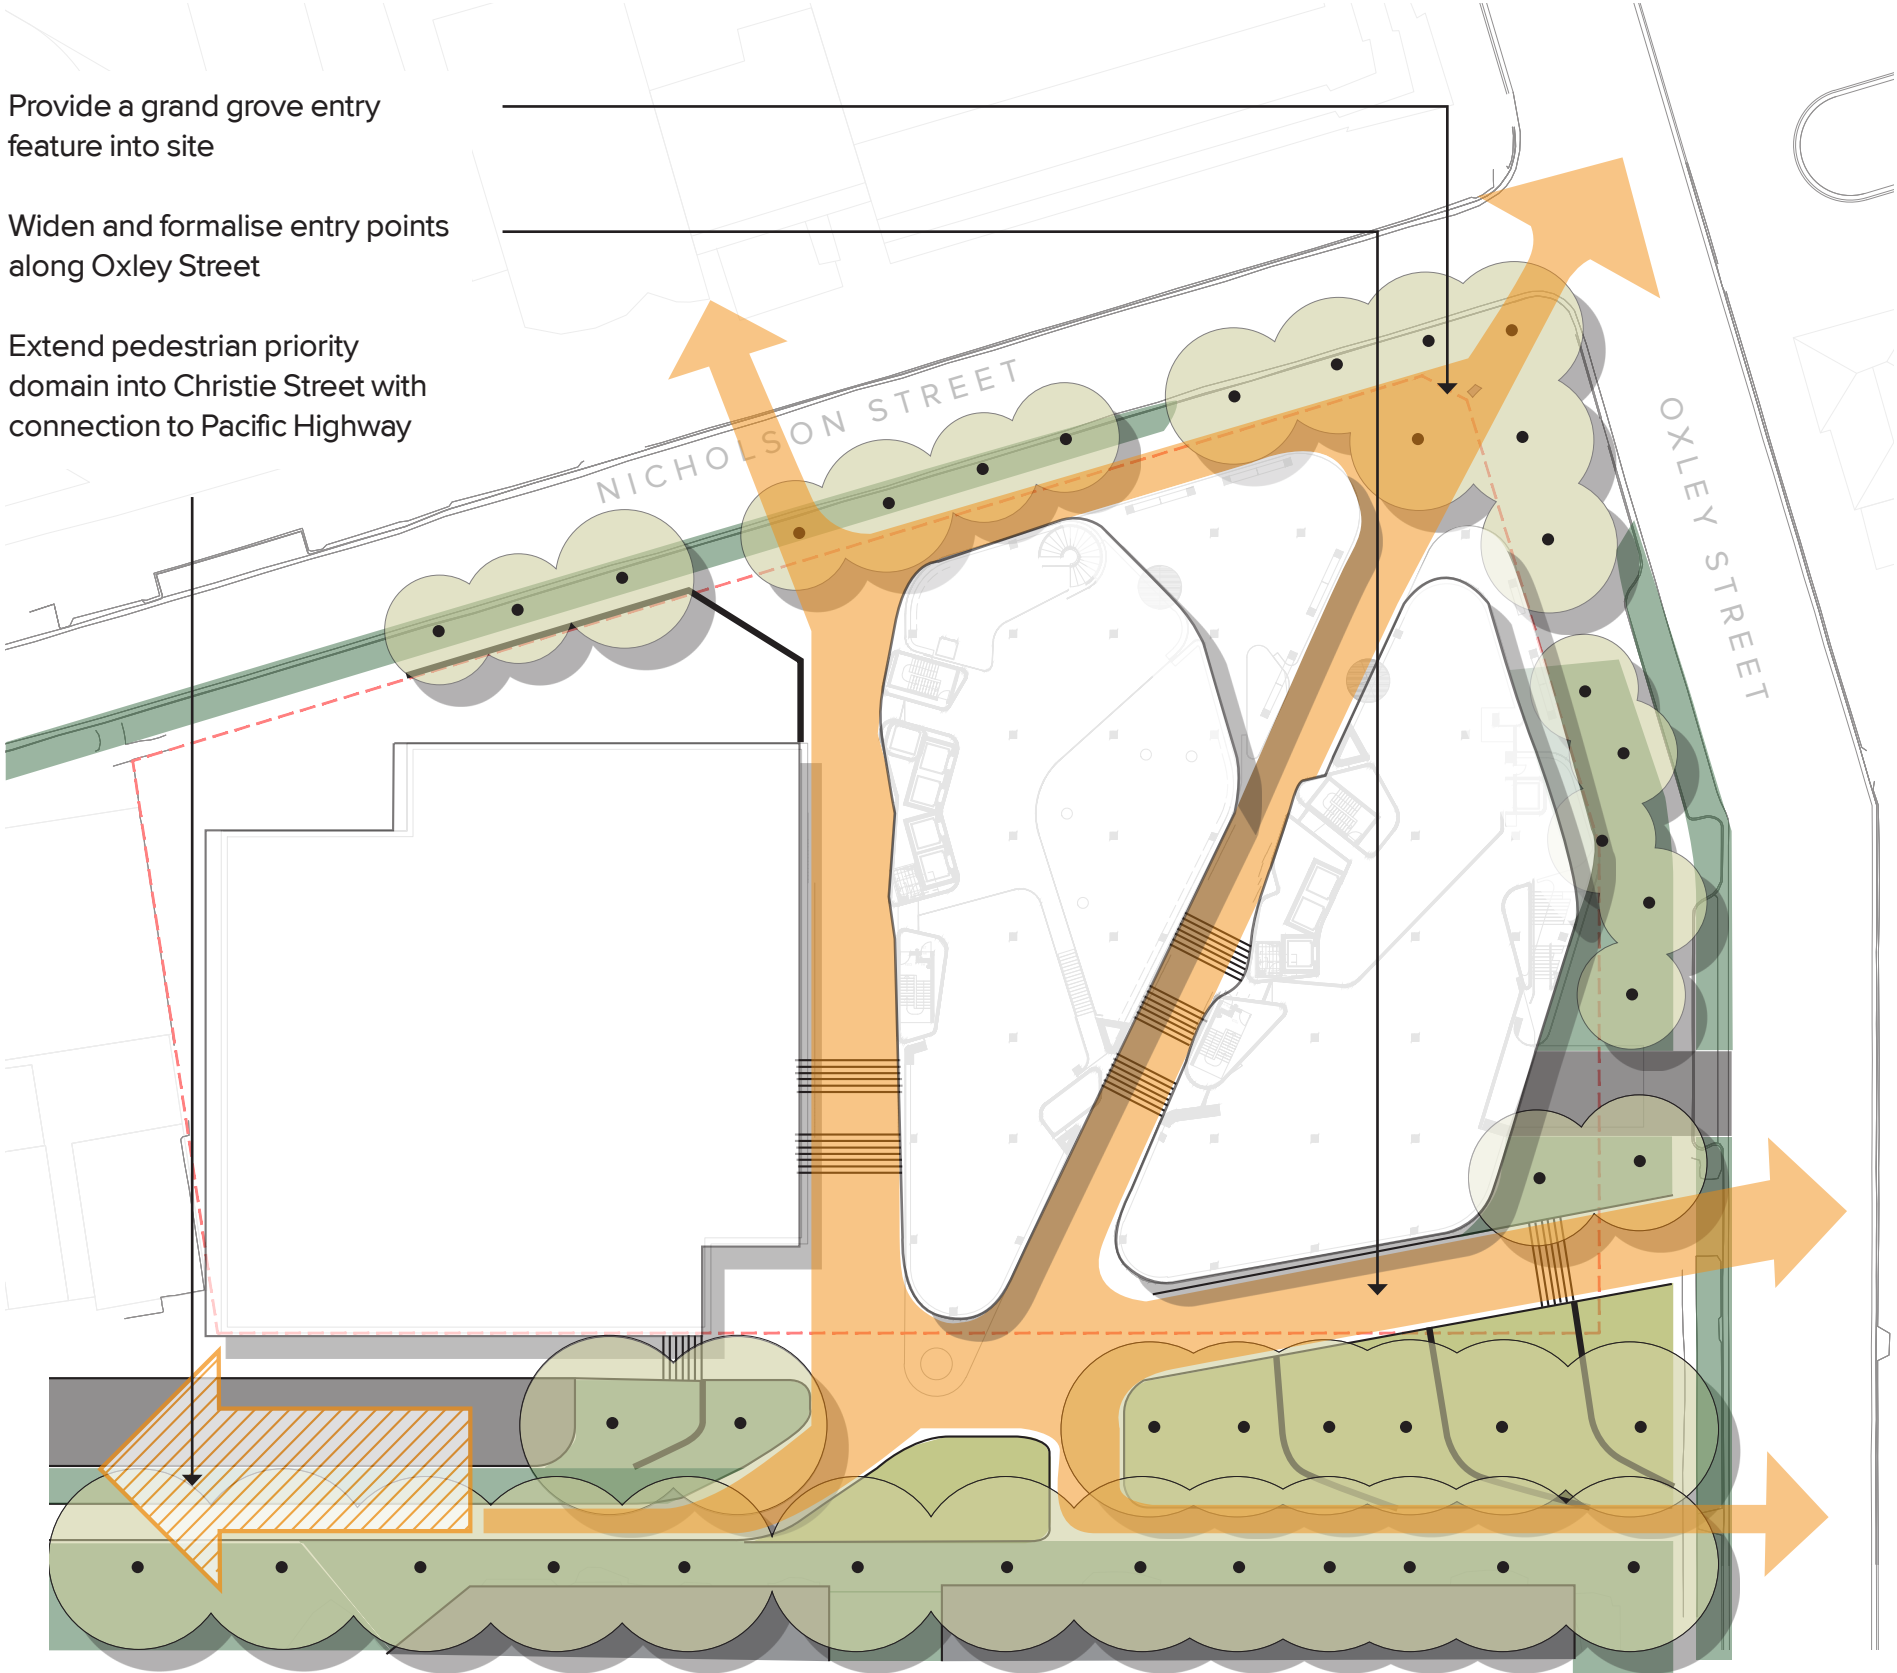 Provide a grand grove entry
feature into site
Widen and formalise entry points
along Oxley Street
Extend pedestrian priority
domain into Christie Street with
connection to Pacific Highway
NICHOLSON STREET
OXLEY STREET